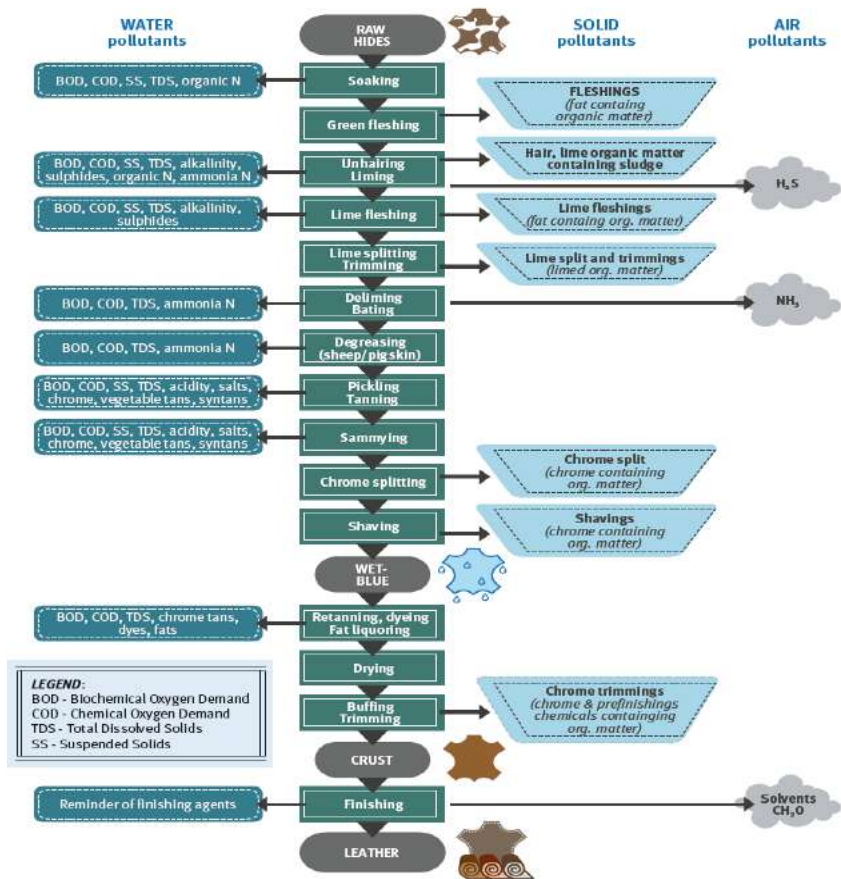 WATER
pollutants
RAW
HIDES
SOLID
pollutants
AIR
pollutants
BOD, COD, SS, TDS, organic N
Soaking
FLESHINGS
(fat containg
organic matter)
Green fleshing
BOD, COD, SS, TDS, alkalinity,
sulphides, organic N, ammonia N
Unhairing
Liming
Hair, lime organic matter
containing sludge
H₂S
BOD, COD, SS, TDS, alkalinity,
sulphides
Lime fleshing
Lime fleshings
(fat containg org. matter)
Lime splitting
Trimming
Lime split and trimmings
(limed org. matter)
BOD, COD, TDS, ammonia N
Deliming
Bating
NH₃
BOD, COD, TDS, ammonia N
Degreasing
(sheep/pigskin)
BOD, COD, SS, TDS, acidity, salts,
chrome, vegetable tans, syntans
Pickling
Tanning
BOD, COD, SS, TDS, acidity, salts,
chrome, vegetable tans, syntans
Sammying
Chrome splitting
Chrome split
(chrome containing
org. matter)
Shaving
Shavings
(chrome containing
org. matter)
WET-
BLUE
BOD, COD, TDS, chrome tans,
dyes, fats
Retanning, dyeing
Fat liquoring
Drying
LEGEND:
BOD - Biochemical Oxygen Demand
COD - Chemical Oxygen Demand
TDS - Total Dissolved Solids
SS - Suspended Solids
Buffing
Trimming
Chrome trimmings
(chrome & prefinishings
chemicals containging
org. matter)
CRUST
Reminder of finishing agents
Finishing
Solvents
CH₂O
LEATHER